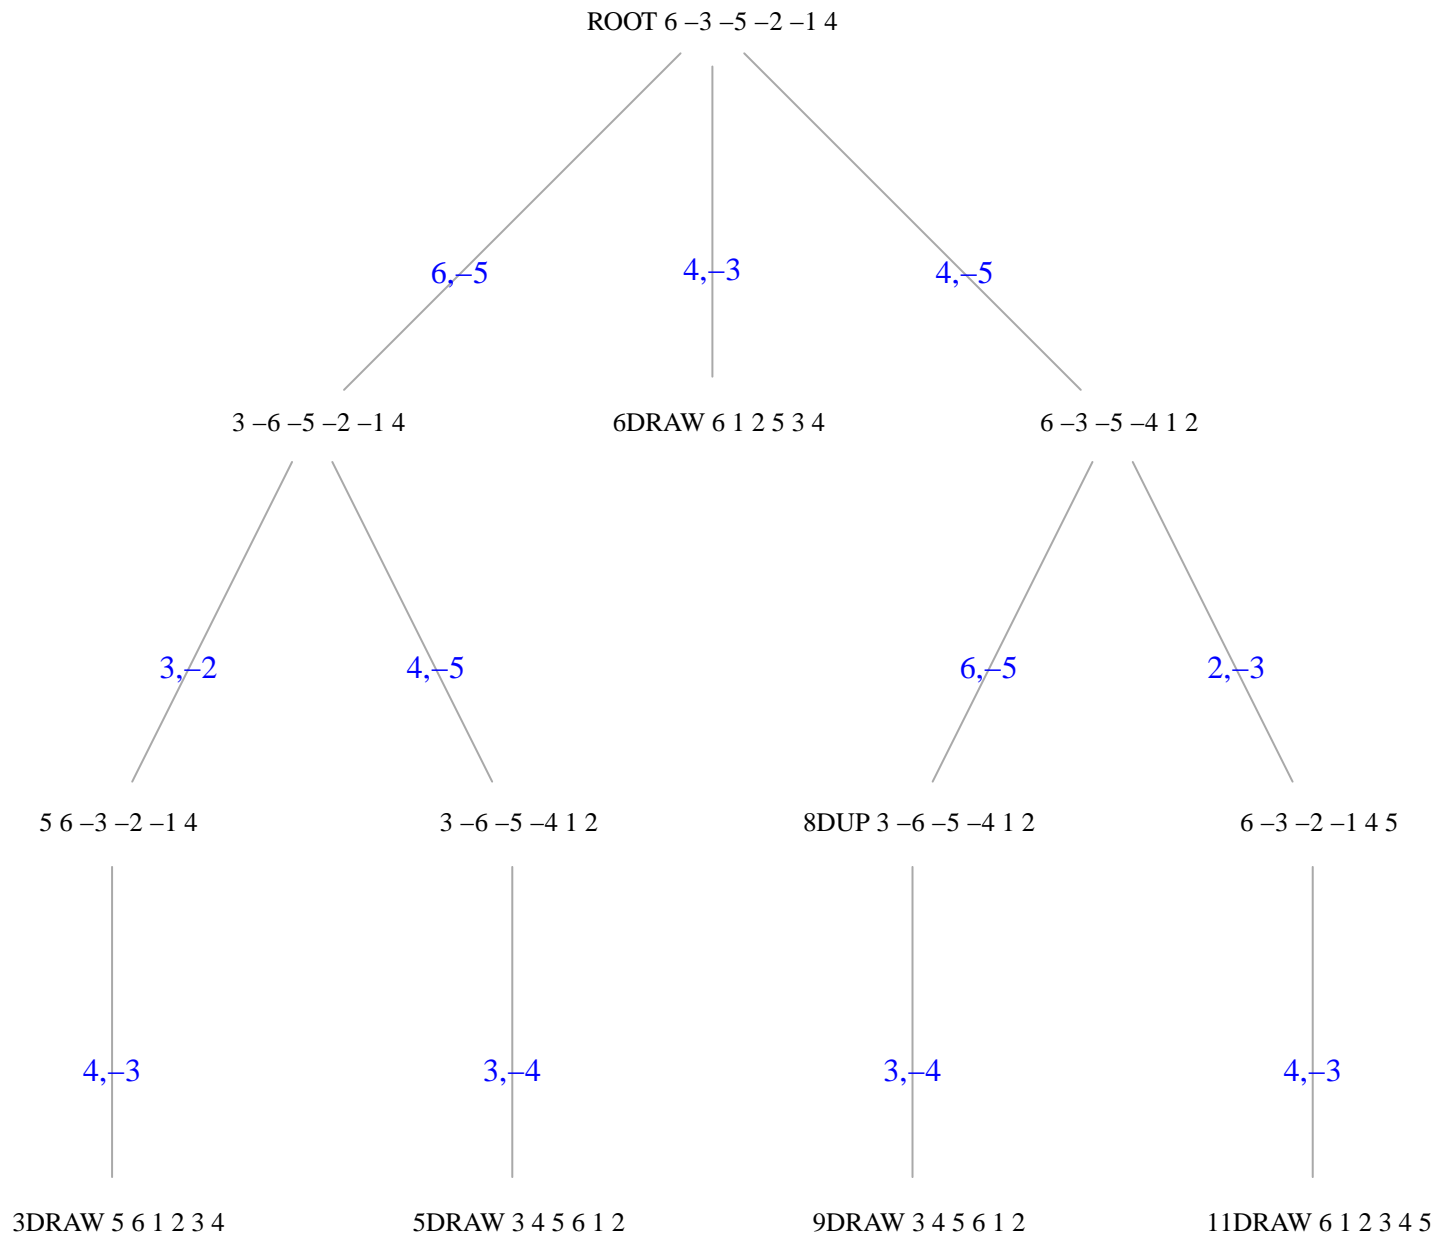 ROOT 6 –3 –5 –2 –1 4
6,–5
4,–3
4,–5
3 –6 –5 –2 –1 4
6DRAW 6 1 2 5 3 4
6 –3 –5 –4 1 2
3,–2
4,–5
6,–5
2,–3
5 6 –3 –2 –1 4
3 –6 –5 –4 1 2
8DUP 3 –6 –5 –4 1 2
6 –3 –2 –1 4 5
4,–3
3,–4
3,–4
4,–3
3DRAW 5 6 1 2 3 4
5DRAW 3 4 5 6 1 2
9DRAW 3 4 5 6 1 2
11DRAW 6 1 2 3 4 5